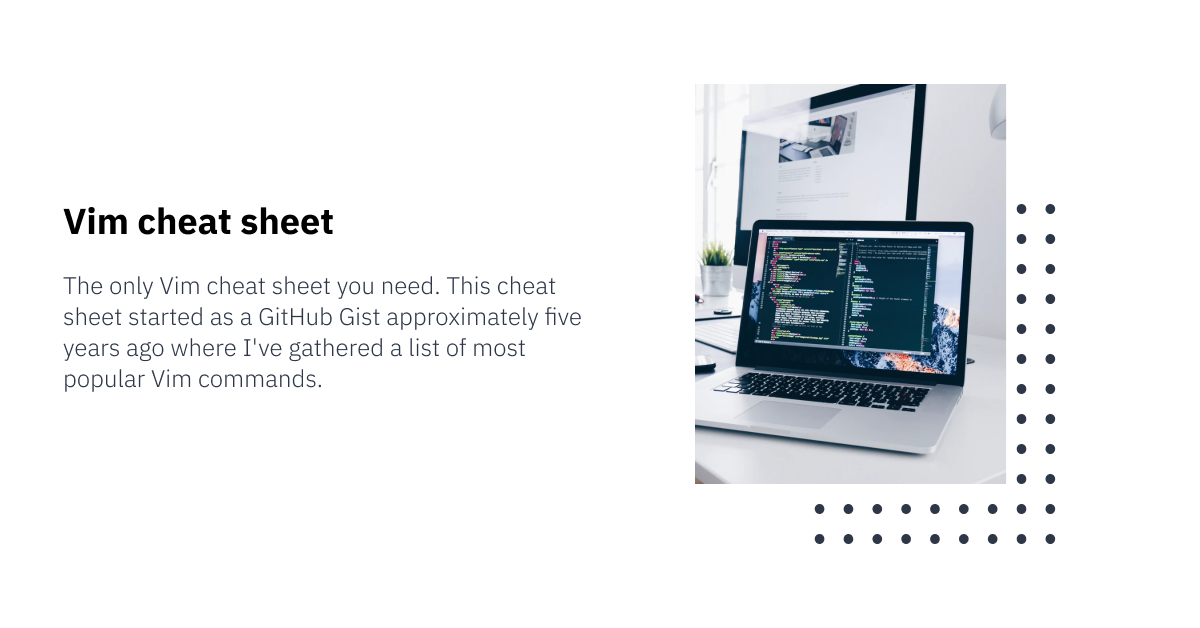 Vim cheat sheet
The only Vim cheat sheet you need. This cheat
sheet started as a GitHub Gist approximately five
years ago where I've gathered a list of most
popular Vim commands.